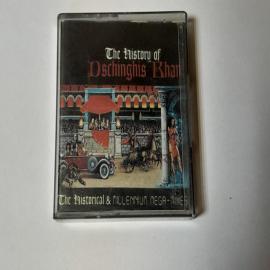 The History of
Dschinghis Khan
The Historical & MILLENNIUM MEGA-MIXES